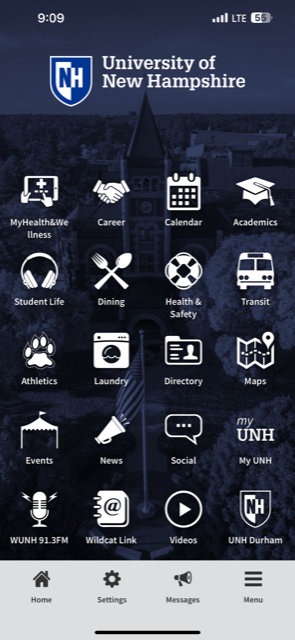 9:09
LTE
55
NH
University of
New Hampshire
MyHealth&We
llness
Career
Calendar
Academics
Student Life
Dining
Health &
Safety
Transit
Athletics
Laundry
Directory
Maps
Events
News
Social
my
UNH
My UNH
WUNH 91.3FM
@
Wildcat Link
Videos
NH
UNH Durham
Home
Settings
Messages
Menu